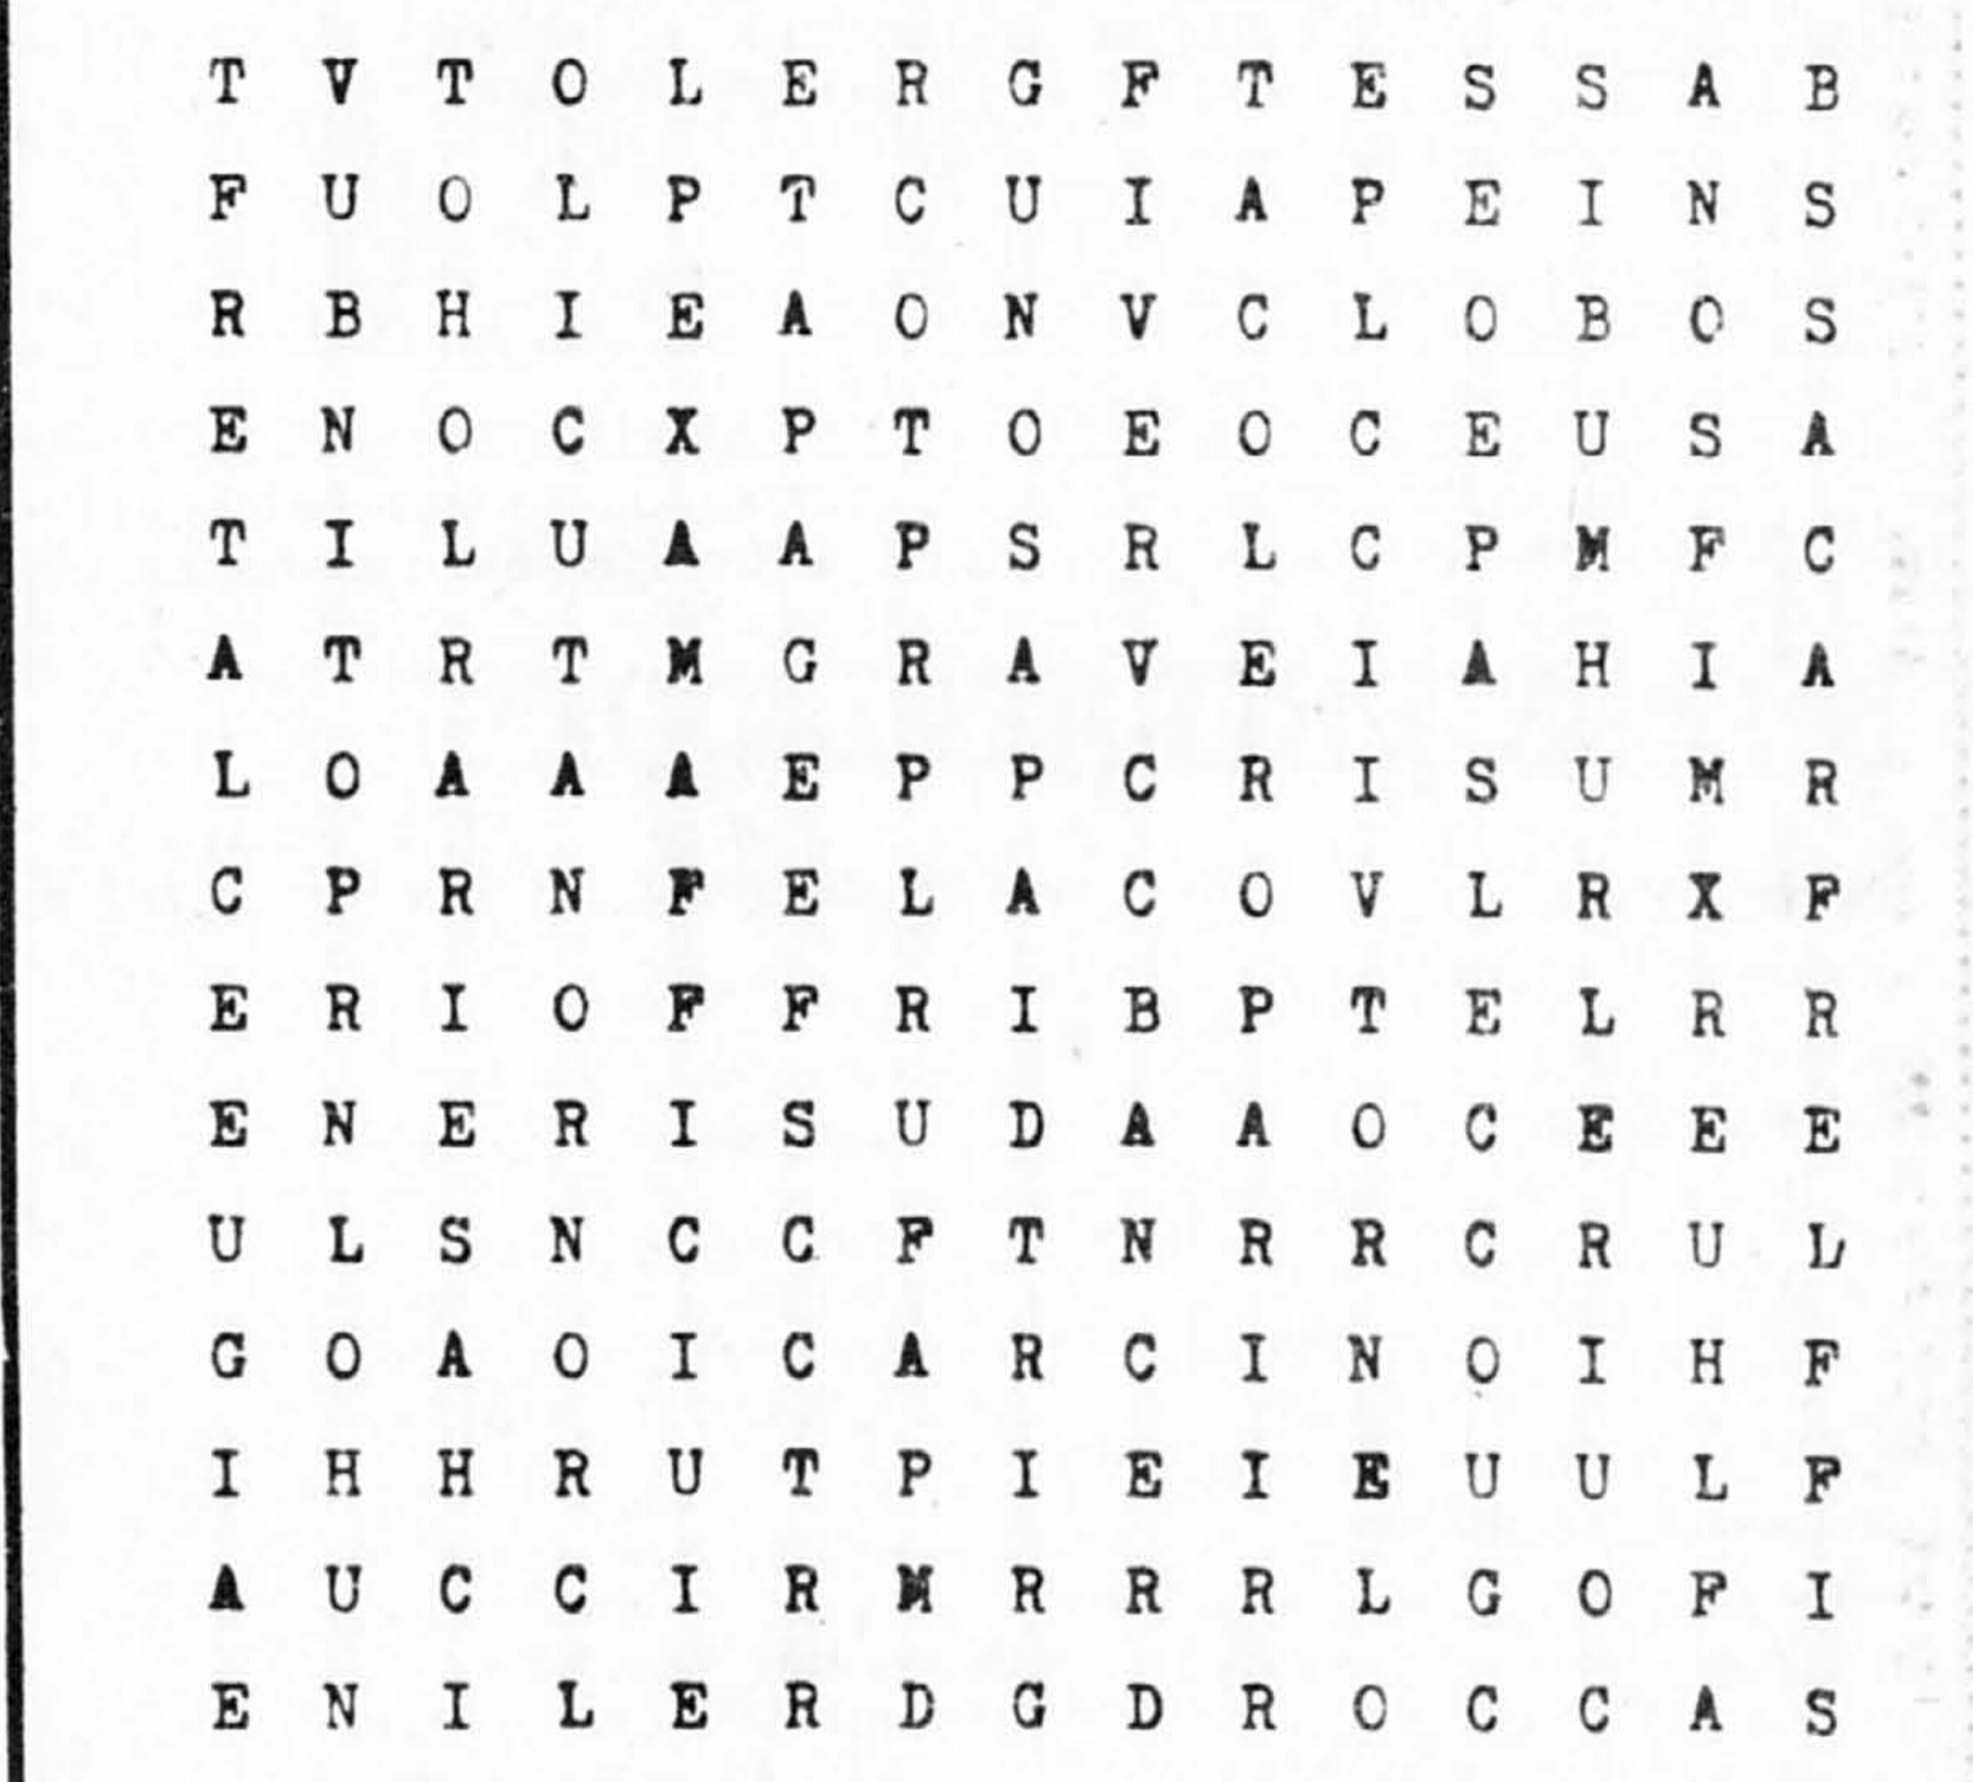 T V T O L E R G F T E S S A B
F U O L P T C U I A P E I N S
R B H I E A O N V C L O B O S
E N O C X P T O E O C E U S A
T I L U A A P S R L C P M F C
A T R T M G R A V E I A H I A
L O A A A E P P C R I S U M R
C P R N F E L A C O V L R X F
E R I O F F R I B P T E L R R
E N E R I S U D A A O C E E E
U L S N C C F T N R R C R U L
G O A O I C A R C I N O I H F
I H H R U T P I E I E U U L F
A U C C I R M R R R L G O F I
E N I L E R D G D R O C C A S